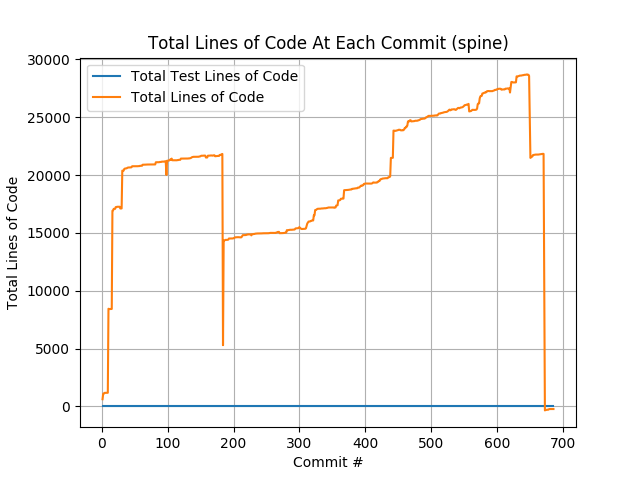 Total Lines of Code At Each Commit (spine)
Total Test Lines of Code
Total Lines of Code
Total Lines of Code
30000
25000
20000
15000
10000
5000
0
0 100 200 300 400 500 600 700
Commit #